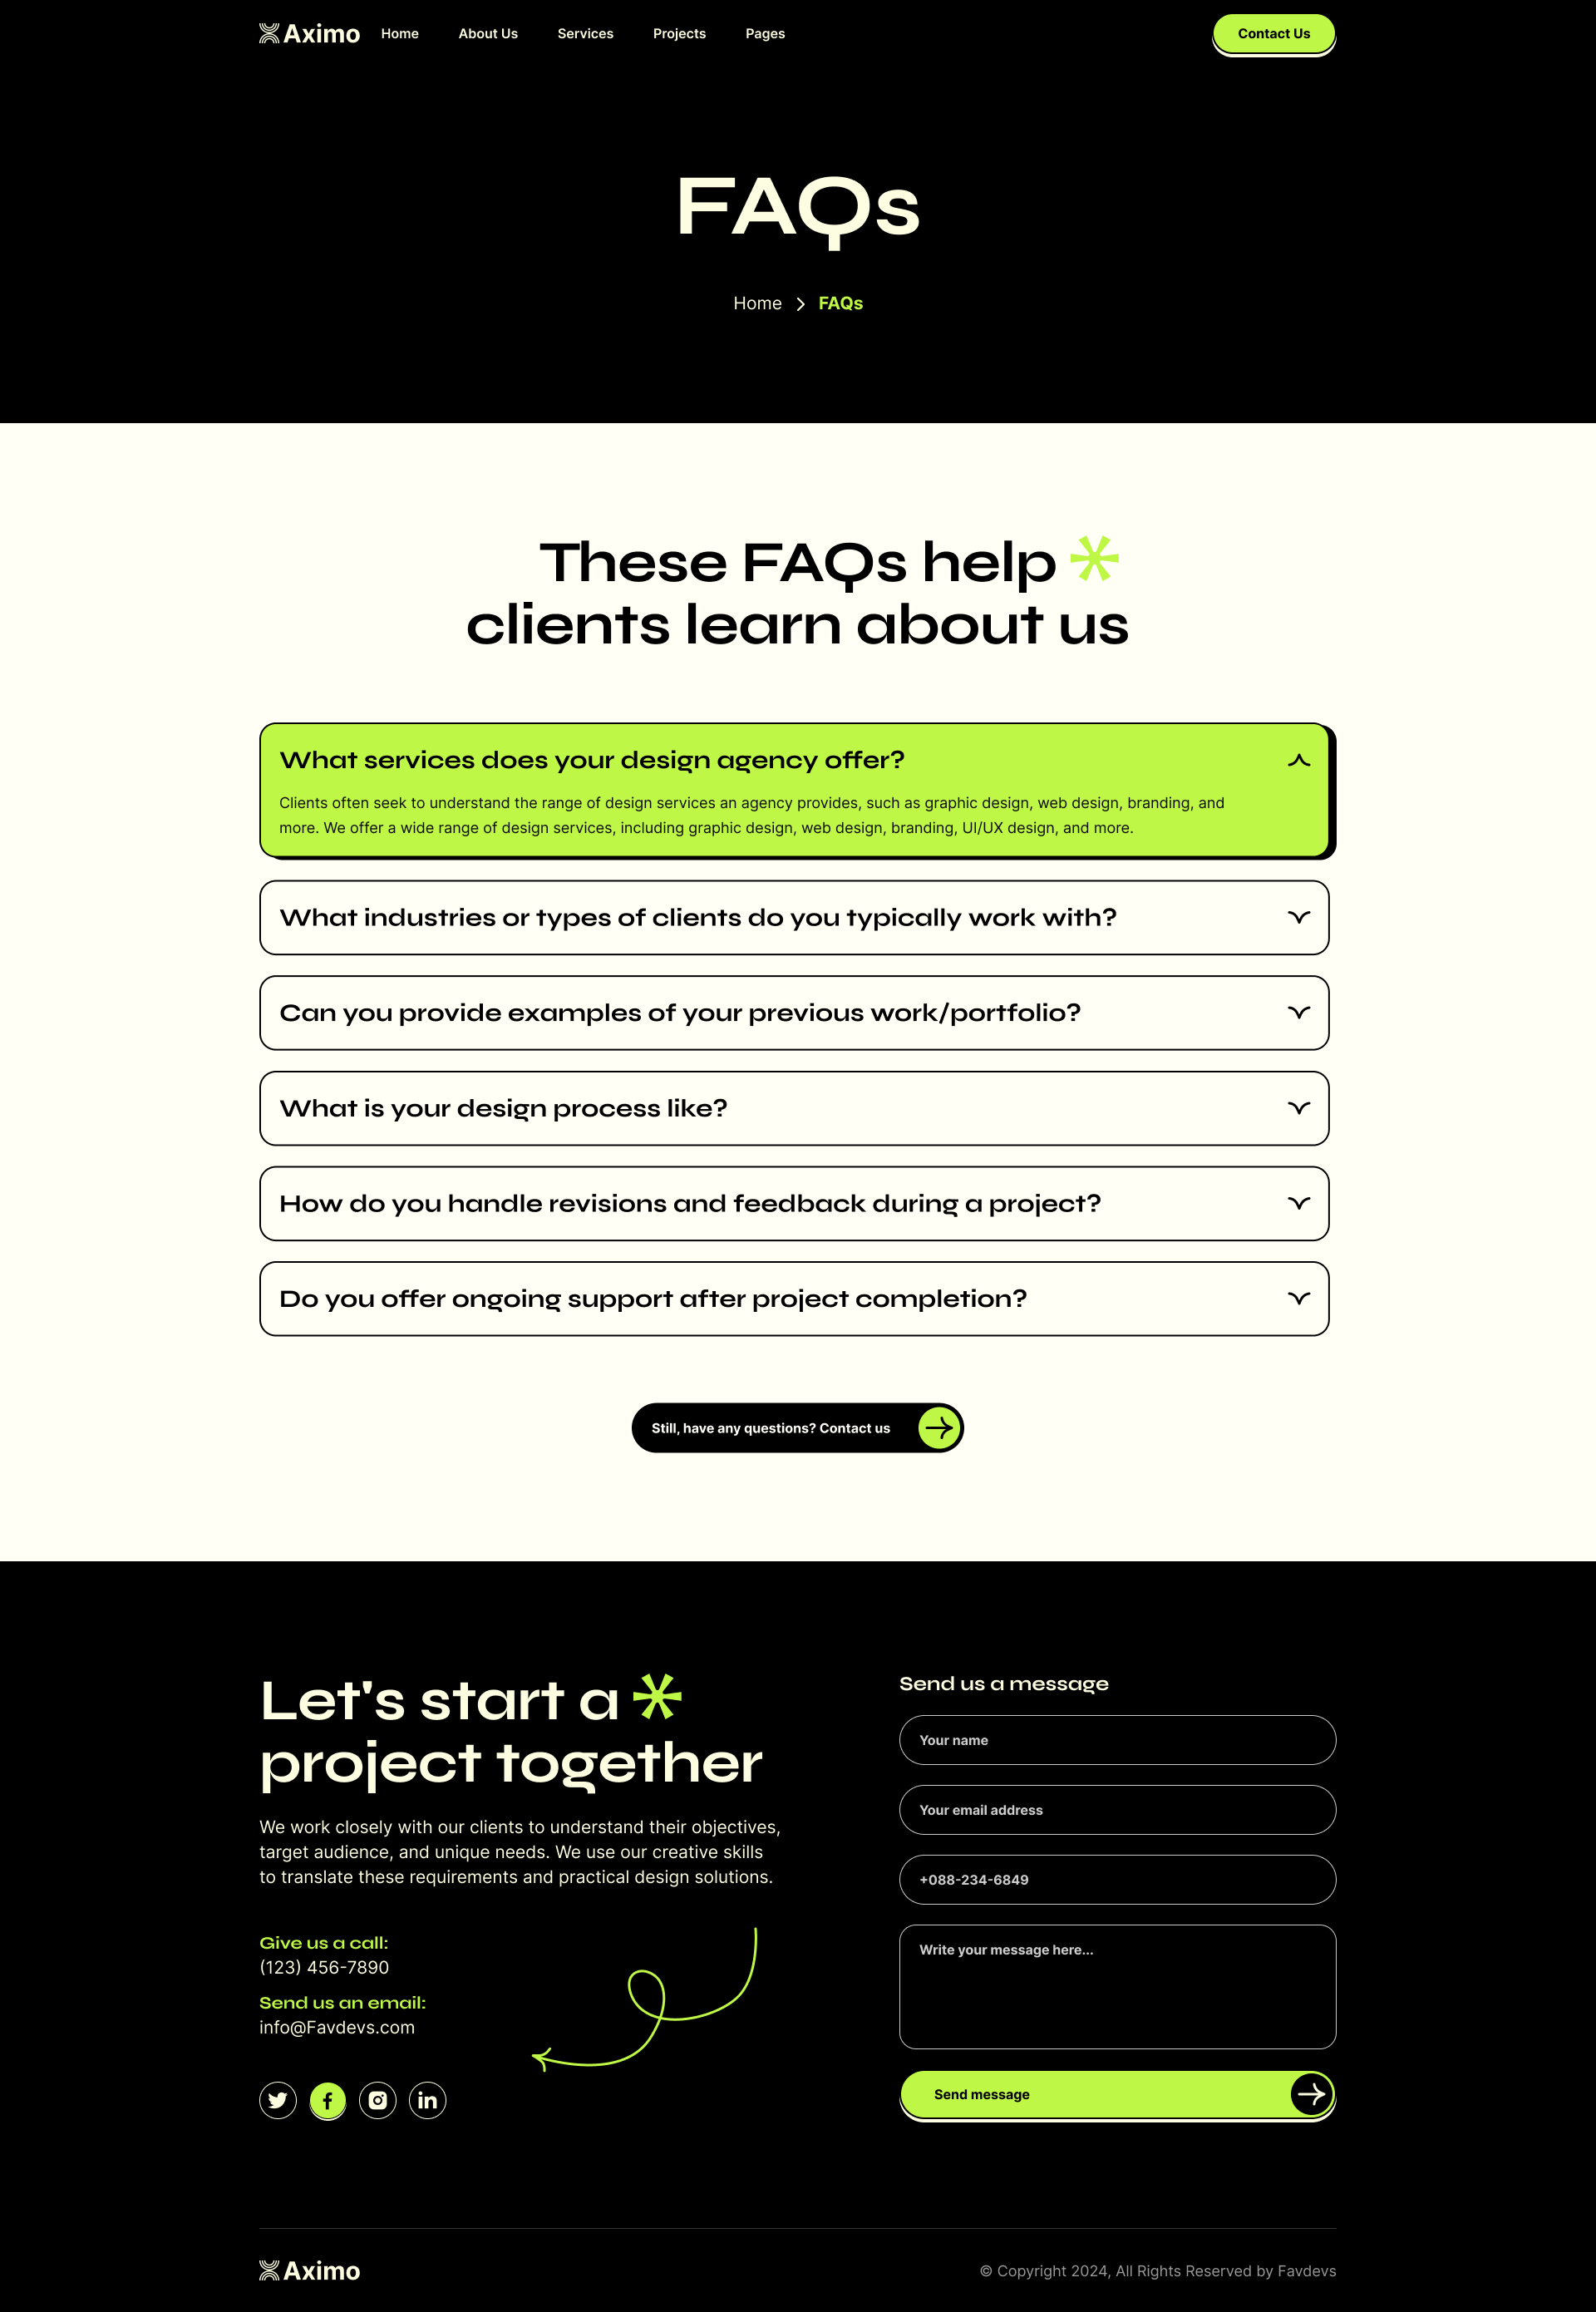 Aximo Home About Us Services Projects Pages Contact Us
FAQs
Home FAQs
These FAQs help
clients learn about us
What services does your design agency offer?
Clients often seek to understand the range of design services an agency provides, such as graphic design, web design, branding, and
more. We offer a wide range of design services, including graphic design, web design, branding, UI/UX design, and more.
What industries or types of clients do you typically work with?
Can you provide examples of your previous work/portfolio?
What is your design process like?
How do you handle revisions and feedback during a project?
Do you offer ongoing support after project completion?
Still, have any questions? Contact us
Let's start a
project together
We work closely with our clients to understand their objectives,
target audience, and unique needs. We use our creative skills
to translate these requirements and practical design solutions.
Give us a call:
(123) 456-7890
Send us an email:
info@Favdevs.com
Send us a message
Your name
Your email address
+088-234-6849
Write your message here...
Send message
Aximo
© Copyright 2024, All Rights Reserved by Favdevs